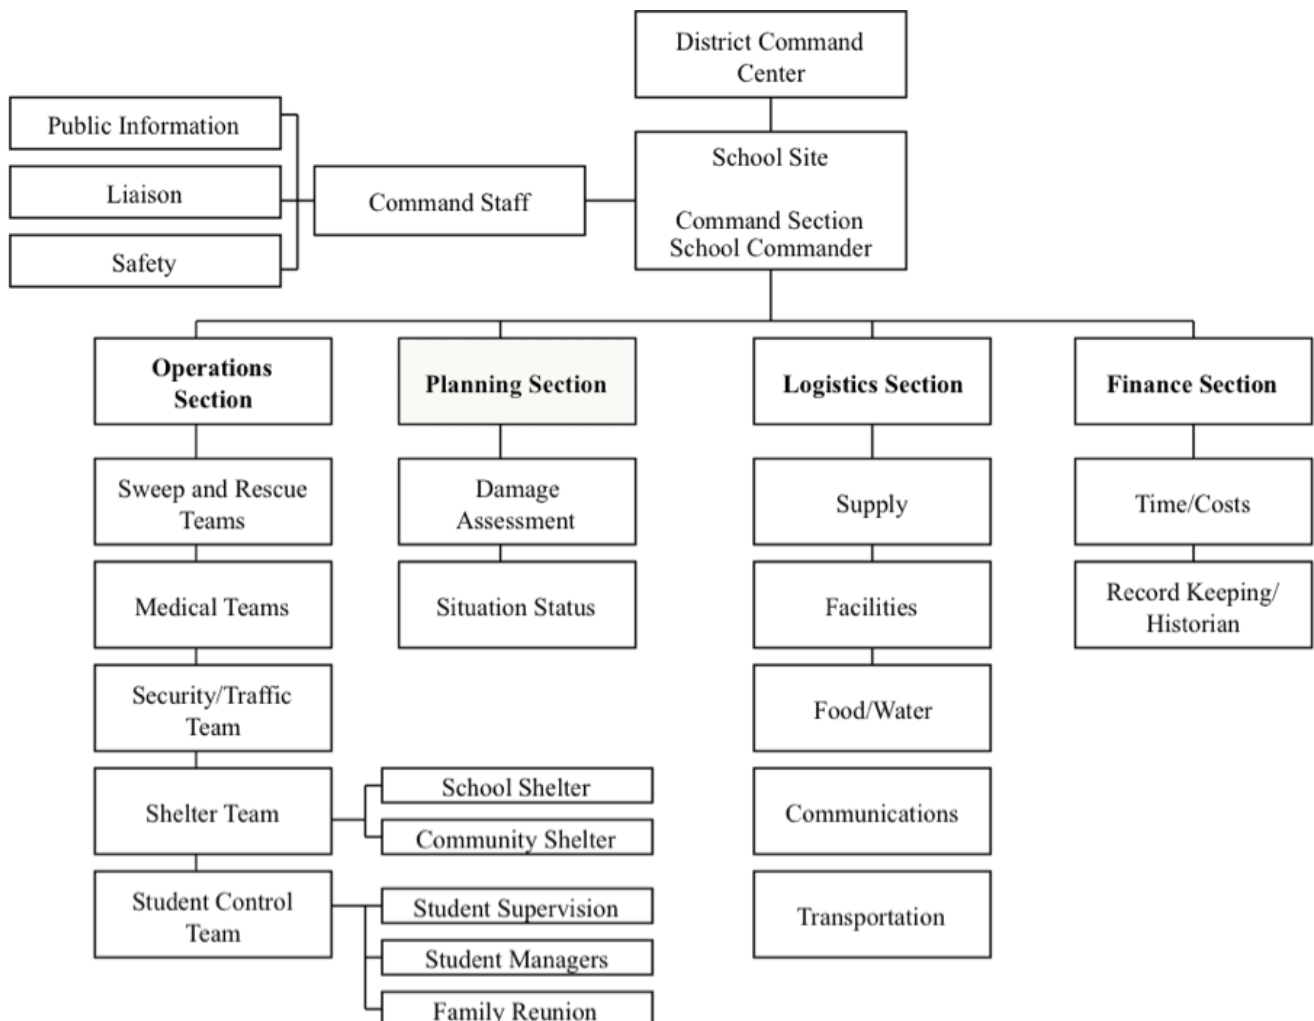 District Command
Center
Public Information
School Site
Liaison
Command Staff
Command Section
School Commander
Safety
Operations
Section
Planning Section
Logistics Section
Finance Section
Sweep and Rescue
Teams
Damage
Assessment
Supply
Time/Costs
Medical Teams
Situation Status
Facilities
Record Keeping/
Historian
Security/Traffic
Team
Food/Water
School Shelter
Shelter Team
Communications
Community Shelter
Student Control
Team
Student Supervision
Transportation
Student Managers
Family Reunion